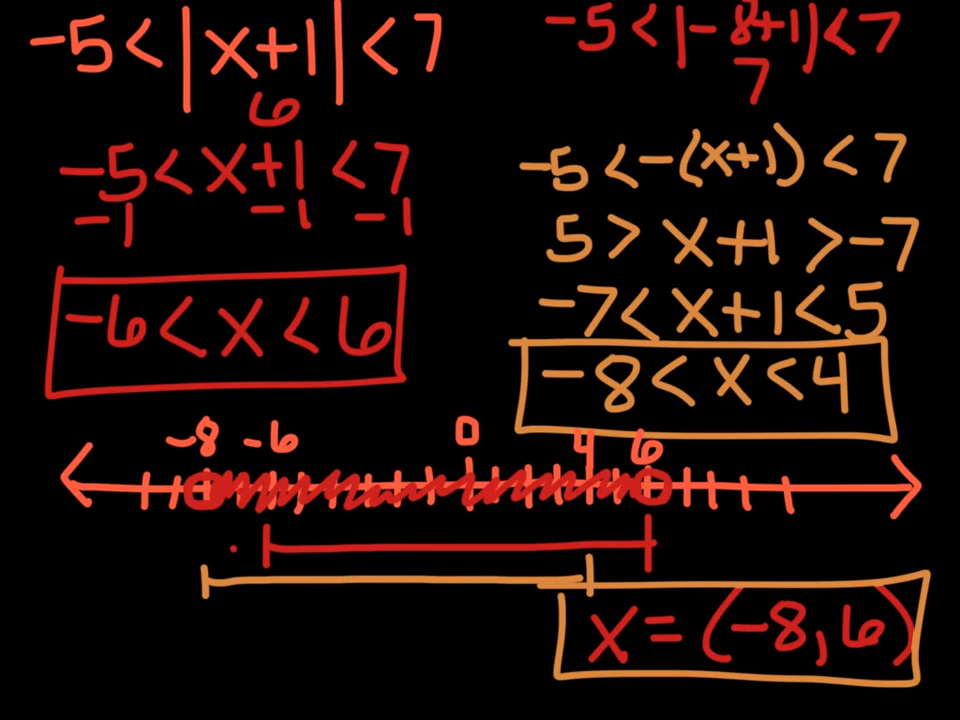 -5 < |x+1| < 7
6
-5 < x+1 < 7
-1 -1 -1
-6 < x < 6
-5 < |-8+1| < 7
7
-5 < -(x+1) < 7
5 > x+1 > -7
-7 < x+1 < 5
-8 < x < 4
-8 -6 0 4 6
x = (-8, 6)